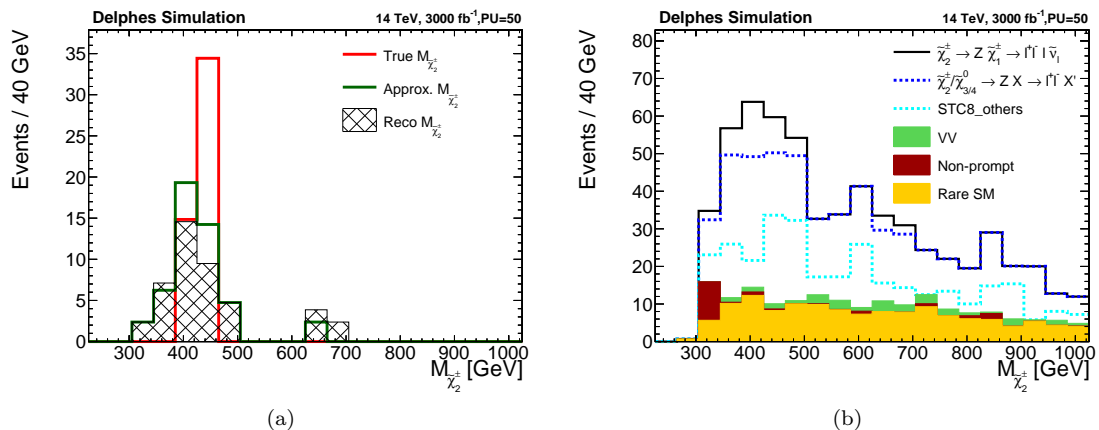 Delphes Simulation 14 TeV, 3000 fb⁻¹,PU=50
Events / 40 GeV
35
30
25
20
15
10
5
0
True M_χ̃₂±
Approx. M_χ̃₂±
Reco M_χ̃₂±
300 400 500 600 700 800 900 1000
M_χ̃₂± [GeV]
(a)
Delphes Simulation 14 TeV, 3000 fb⁻¹,PU=50
Events / 40 GeV
80
70
60
50
40
30
20
10
0
χ̃₂± → Z χ̃₁± → l⁺l⁻ l ν̃ₗ
χ̃₂±/χ̃⁰₃/₄ → Z X → l⁺l⁻ X'
STC8_others
VV
Non-prompt
Rare SM
300 400 500 600 700 800 900 1000
M_χ̃₂± [GeV]
(b)